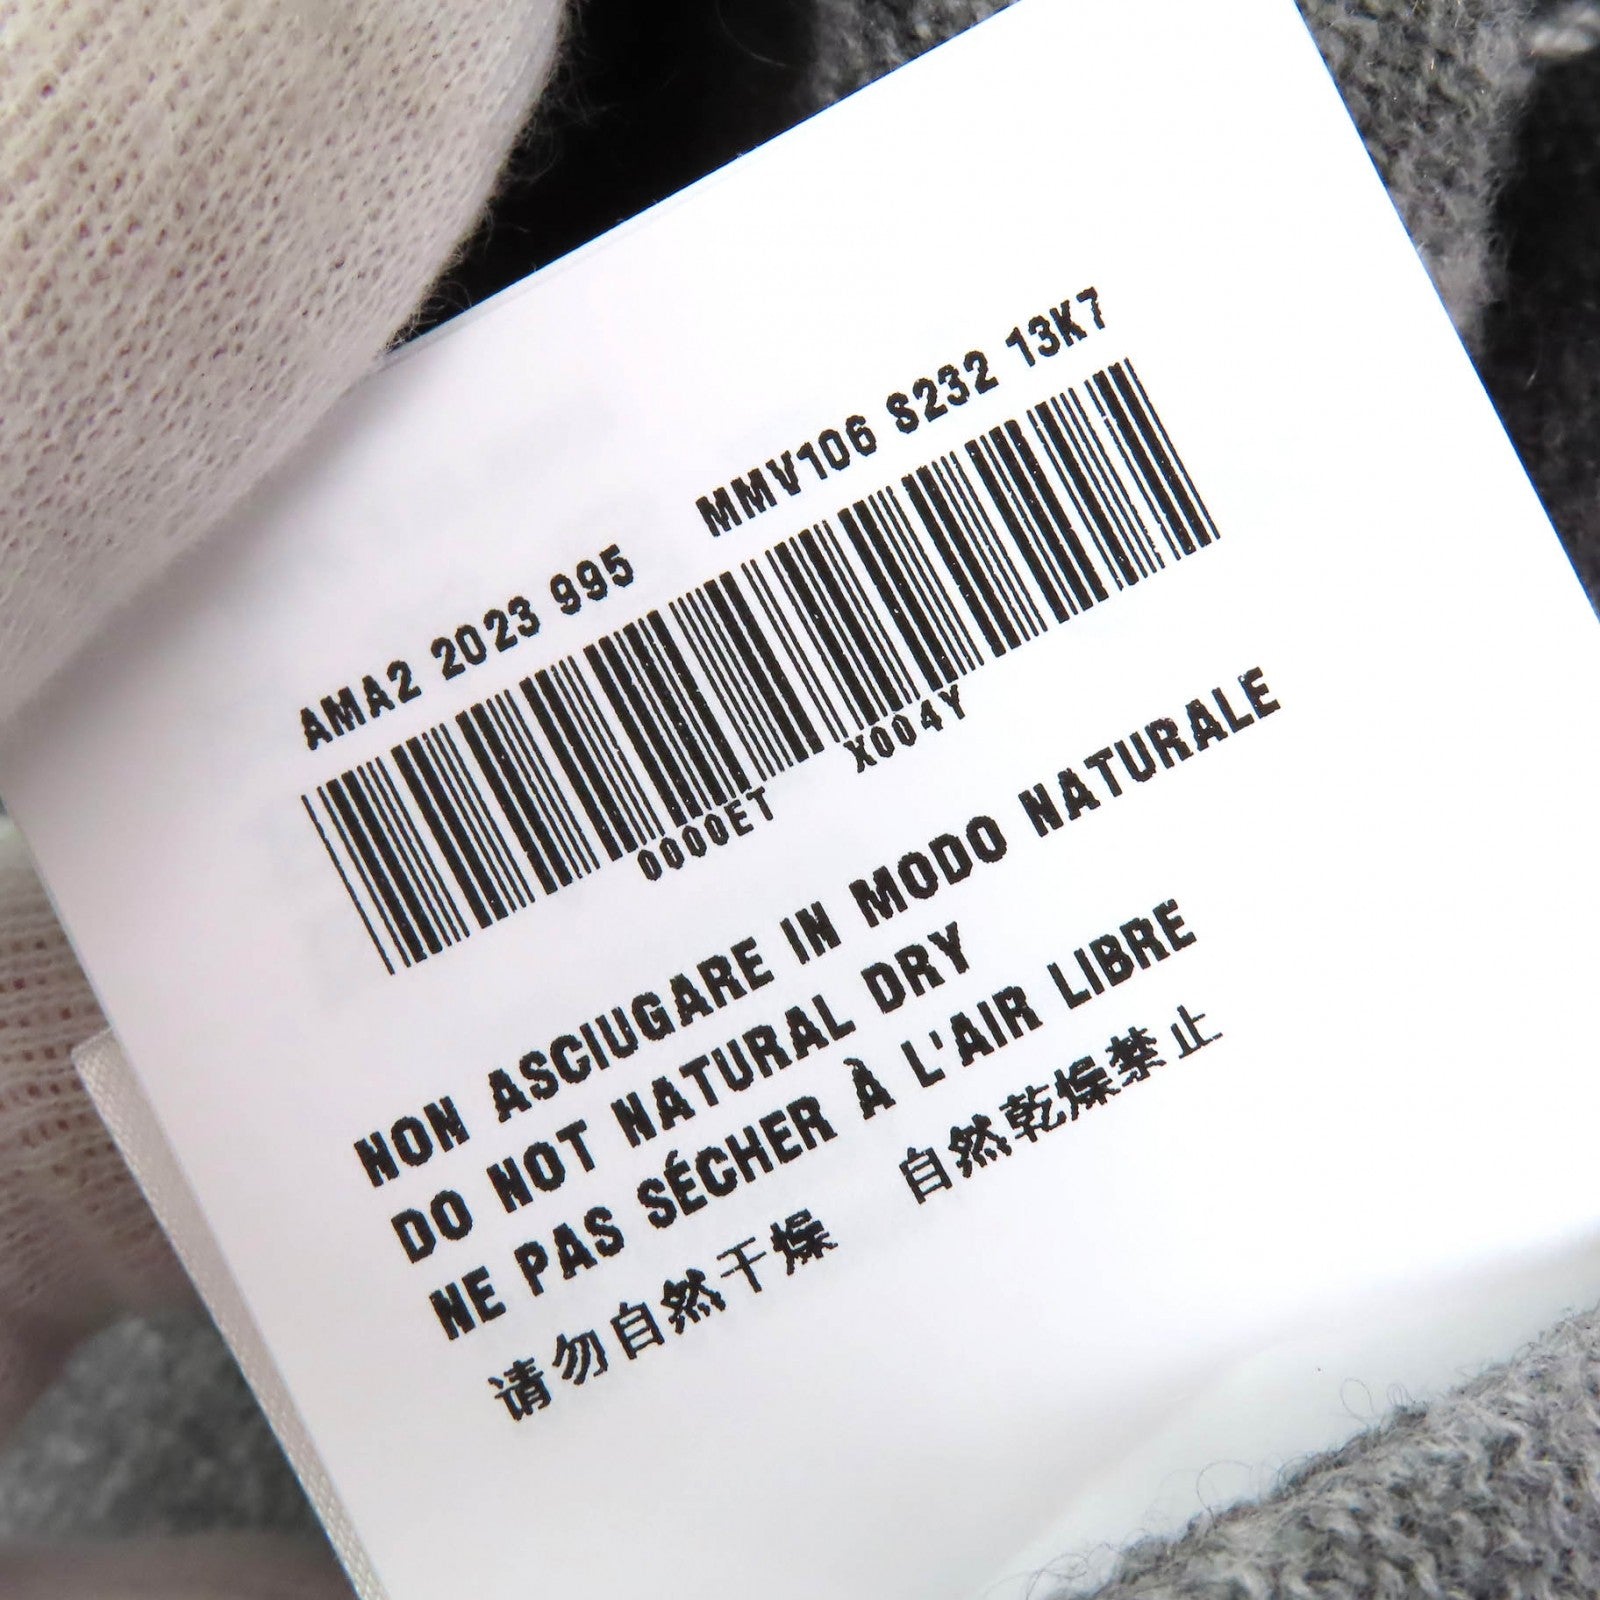 AMA2 2023 995 MMV106 S232 13K7
0000ET X004Y
NON ASCIUGARE IN MODO NATURALE
DO NOT NATURAL DRY
NE PAS SÉCHER À L'AIR LIBRE
请勿自然干燥 自然乾燥禁止